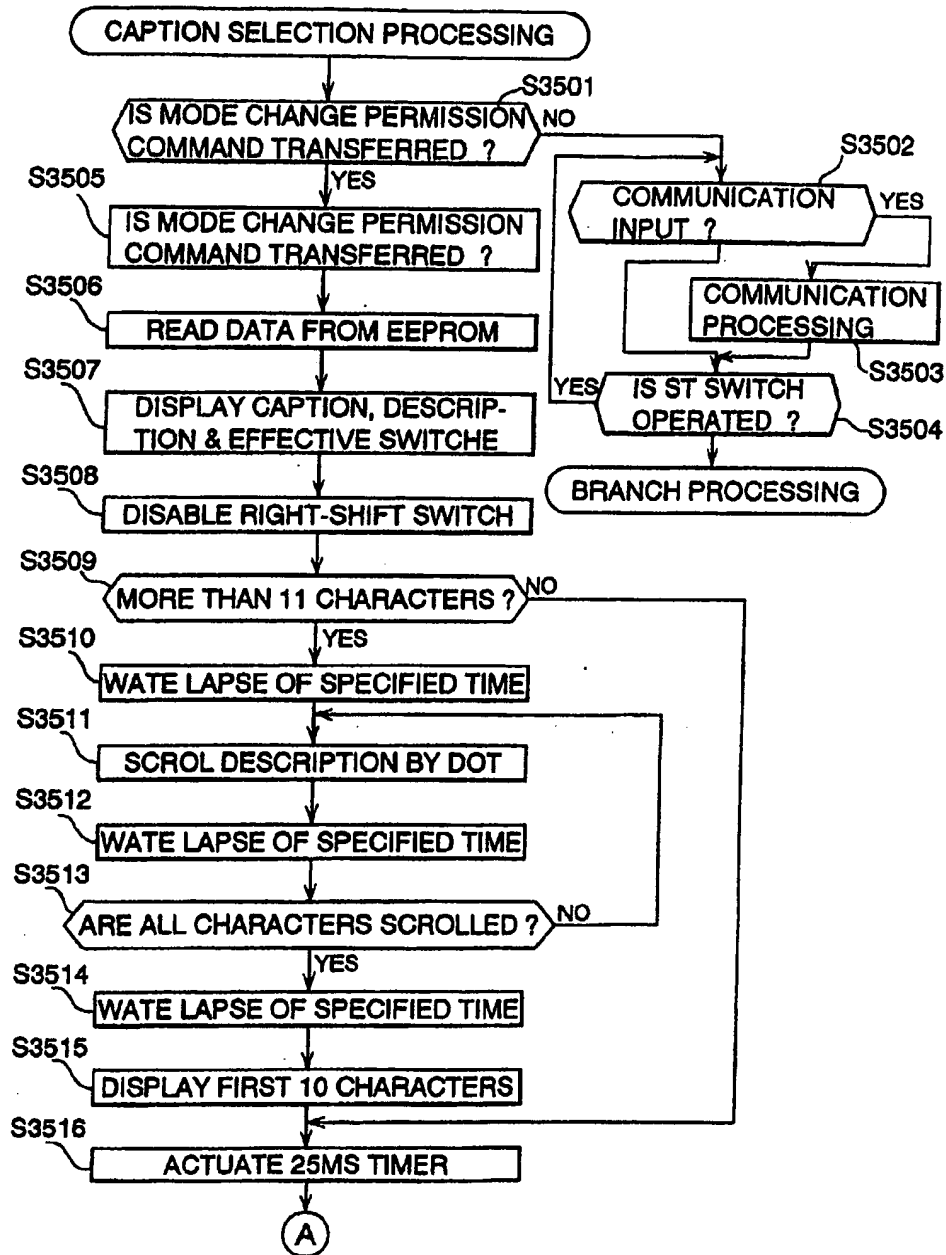 CAPTION SELECTION PROCESSING
S3501
IS MODE CHANGE PERMISSION
COMMAND TRANSFERRED ?
NO
YES
S3502
COMMUNICATION
INPUT ?
YES
COMMUNICATION
PROCESSING
S3503
IS ST SWITCH
OPERATED ?
YES
S3504
BRANCH PROCESSING
S3505
IS MODE CHANGE PERMISSION
COMMAND TRANSFERRED ?
S3506
READ DATA FROM EEPROM
S3507
DISPLAY CAPTION, DESCRIP-
TION & EFFECTIVE SWITCHE
S3508
DISABLE RIGHT-SHIFT SWITCH
S3509
MORE THAN 11 CHARACTERS ?
NO
YES
S3510
WATE LAPSE OF SPECIFIED TIME
S3511
SCROL DESCRIPTION BY DOT
S3512
WATE LAPSE OF SPECIFIED TIME
S3513
ARE ALL CHARACTERS SCROLLED ?
NO
YES
S3514
WATE LAPSE OF SPECIFIED TIME
S3515
DISPLAY FIRST 10 CHARACTERS
S3516
ACTUATE 25MS TIMER
A